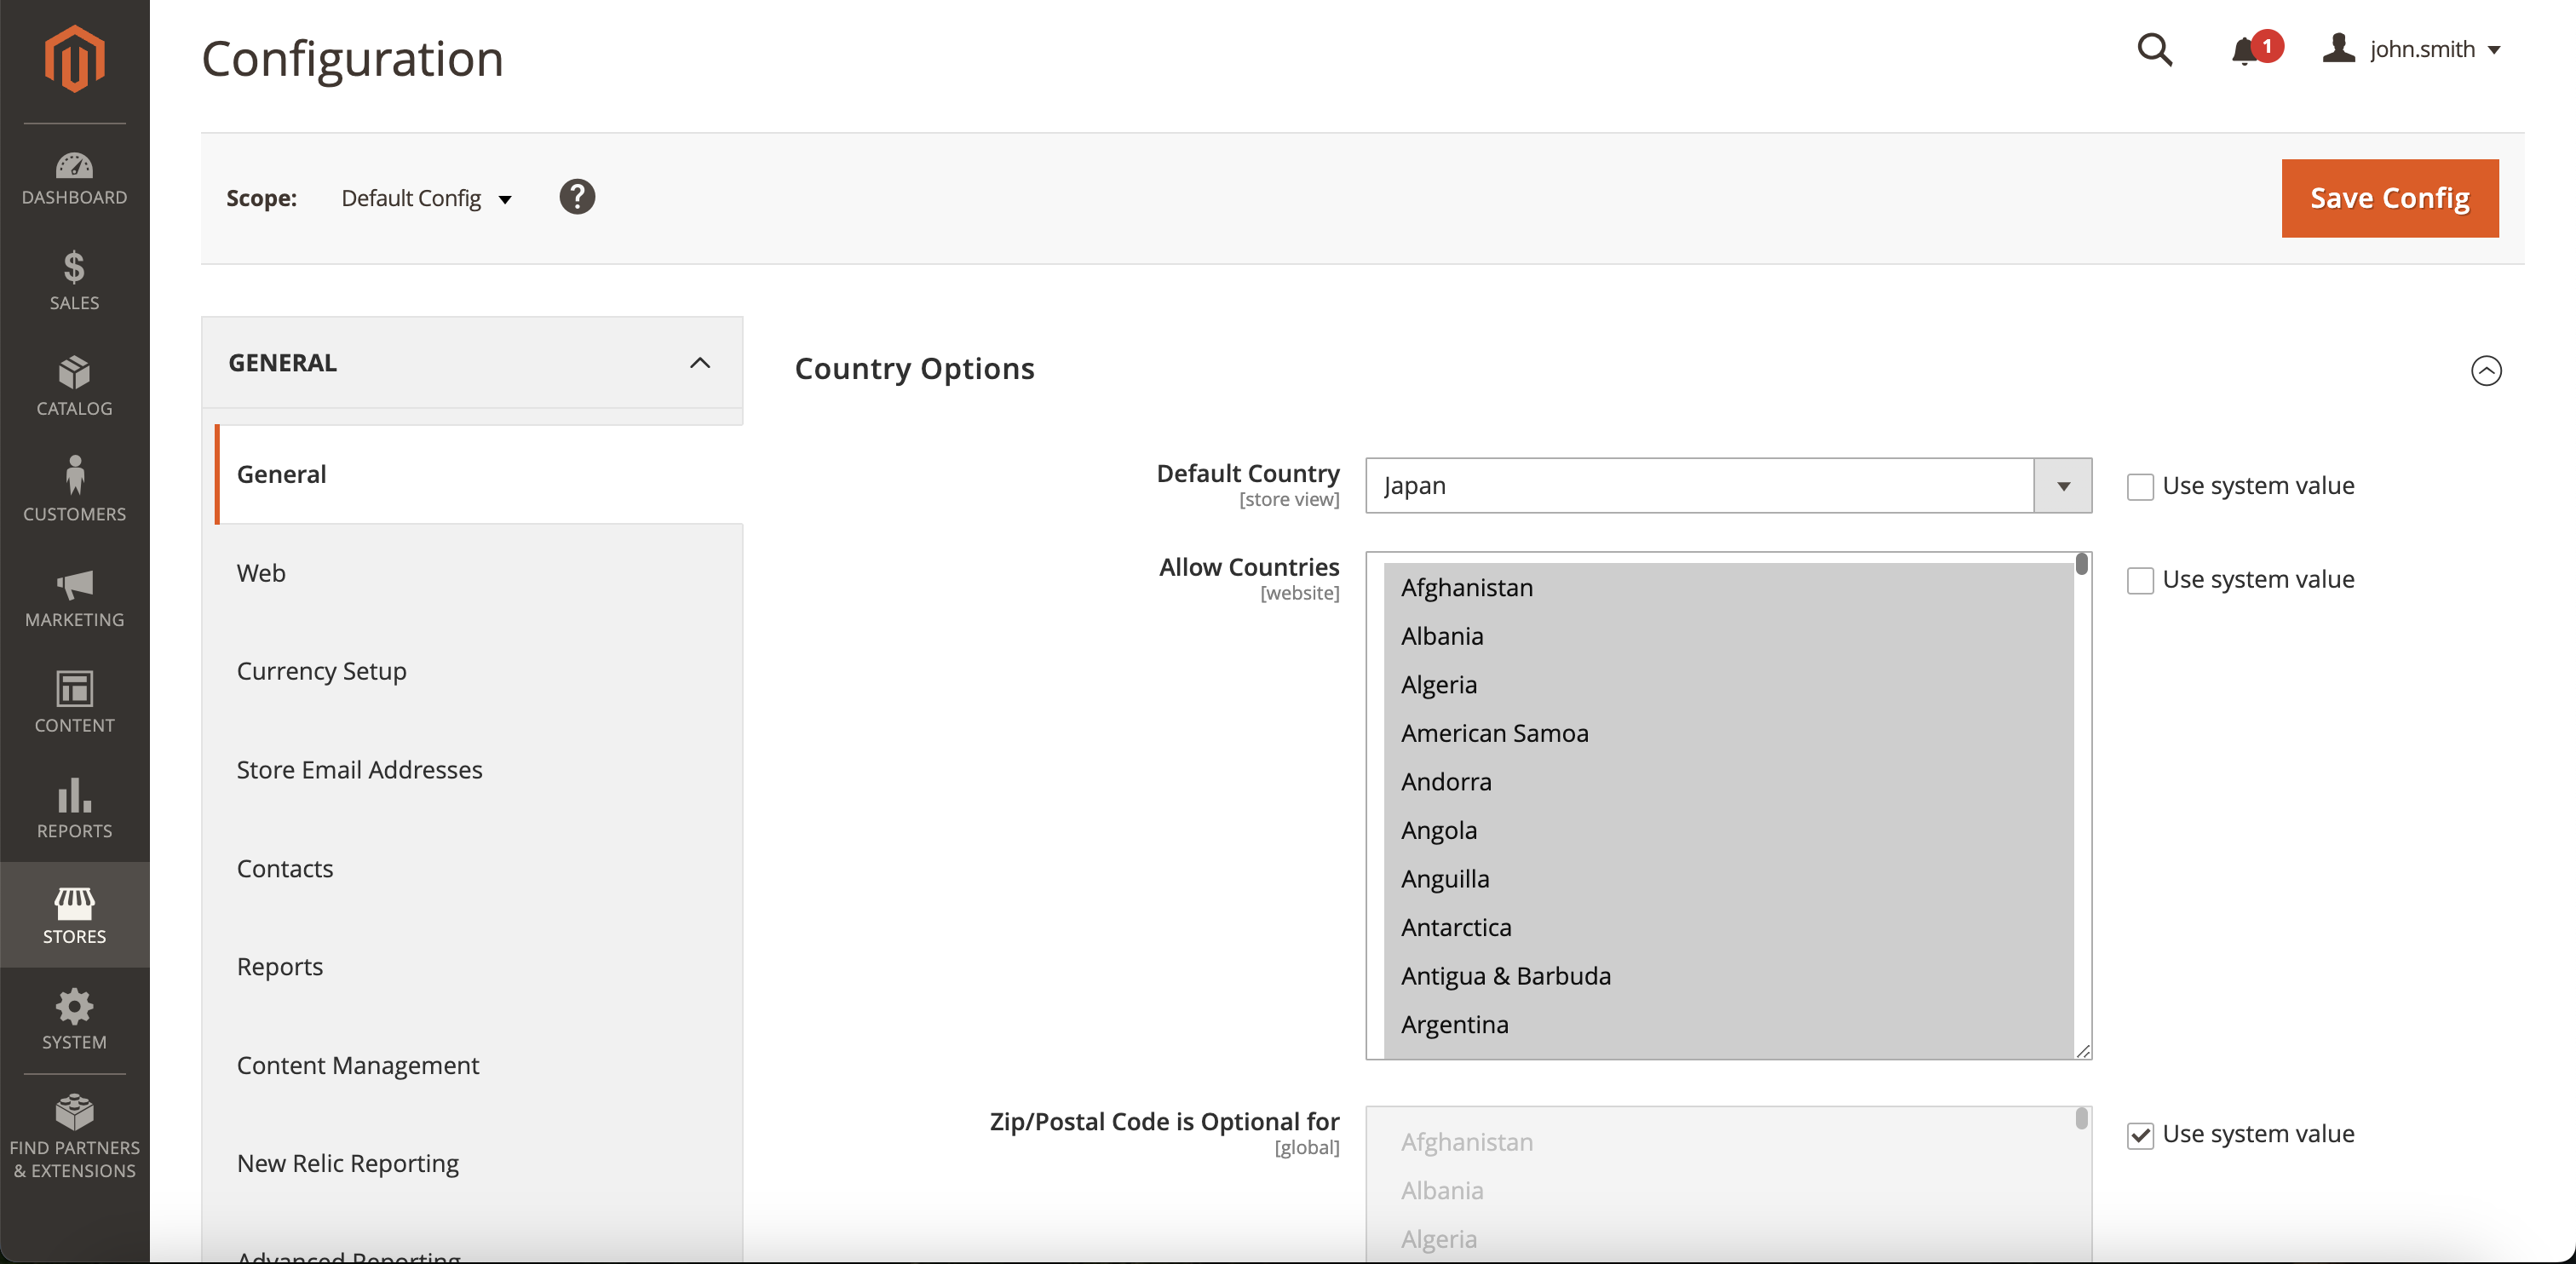 Configuration
1
john.smith
DASHBOARD
SALES
CATALOG
CUSTOMERS
MARKETING
CONTENT
REPORTS
STORES
SYSTEM
FIND PARTNERS
& EXTENSIONS
Scope:
Default Config
?
Save Config
GENERAL
General
Web
Currency Setup
Store Email Addresses
Contacts
Reports
Content Management
New Relic Reporting
Advanced Reporting
Country Options
Default Country
[store view]
Japan
Use system value
Allow Countries
[website]
Afghanistan
Albania
Algeria
American Samoa
Andorra
Angola
Anguilla
Antarctica
Antigua & Barbuda
Argentina
Use system value
Zip/Postal Code is Optional for
[global]
Afghanistan
Albania
Algeria
Use system value